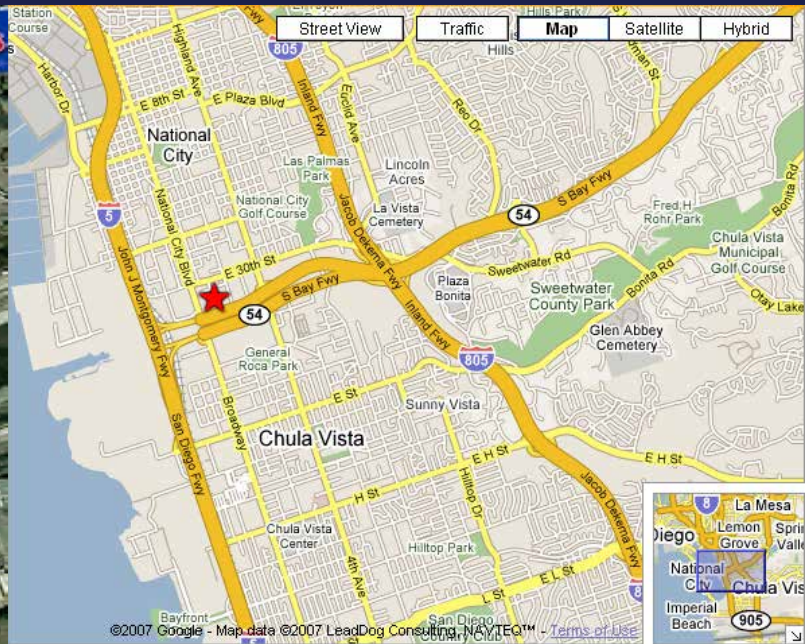 Street View
Traffic
Map
Satellite
Hybrid
Station
Course
Hills Park
Hills
Harbor Dr
Highland Ave
805
Inland Fwy
E 8th St
E Plaza Blvd
Euclid Ave
Reo Dr
National
City
Las Palmas
Park
Lincoln
Acres
National City
Golf Course
La Vista
Cemetery
Jacob Dekema Fwy
S Bay Fwy
54
Fred H
Rohr Park
Bonita Rd
Chula Vista
Municipal
Golf Course
5
National City Blvd
John J Montgomery Fwy
E 30th St
S Bay Fwy
54
Plaza
Bonita
Sweetwater Rd
Sweetwater
County Park
Bonita Rd
Otay Lake
Glen Abbey
Cemetery
Inland Fwy
805
General
Roca Park
E St
Sunny Vista
Broadway
San Diego Fwy
Chula Vista
E H St
E H St
H St
Hilltop Dr
Jacob Dekema Fwy
Chula Vista
Center
4th Ave
Hilltop Park
L St
E L St
Bayfront
San Diego
Country Club
©2007 Google - Map data ©2007 LeadDog Consulting, NAVTEQ™ - Terms of Use
8
La Mesa
Diego
Lemon
Grove
Spri
Valle
National
City
Chula Vis
Imperial
Beach
905